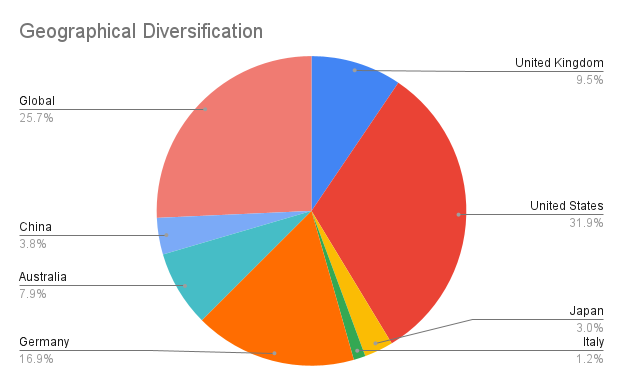 Geographical Diversification
United Kingdom
9.5%
Global
25.7%
United States
31.9%
China
3.8%
Australia
7.9%
Japan
3.0%
Germany
16.9%
Italy
1.2%